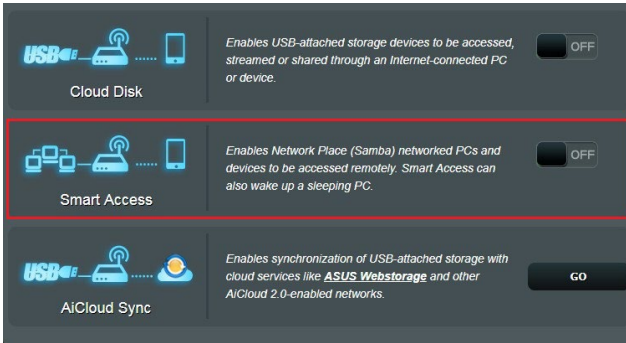 Enables USB-attached storage devices to be accessed,
USB
streamed or shared through an Internet-connected PC
OFF
or device.
Cloud Disk
Enables Network Place (Samba) networked PCs and
devices to be accessed remotely. Smart Access can
OFF
also wake up a sleeping PC.
Smart Access
Enables synchronization of USB-attached storage with
USB
cloud services like ASUS Webstorage and other
GO
AiCloud 2.0-enabled networks.
AiCloud Sync